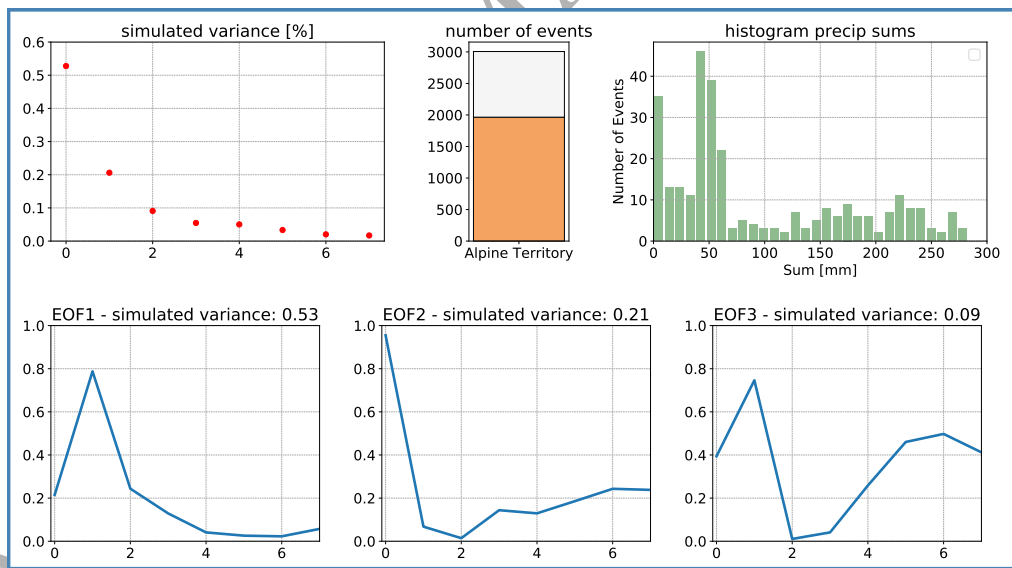 simulated variance [%]
0.6
0.5
0.4
0.3
0.2
0.1
0.0
0 2 4 6
number of events
3000
2500
2000
1500
1000
500
0
Alpine Territory
histogram precip sums
Number of Events
40
30
20
10
0
0 50 100 150 200 250 300
Sum [mm]
EOF1 - simulated variance: 0.53
1.0
0.8
0.6
0.4
0.2
0.0
0 2 4 6
EOF2 - simulated variance: 0.21
1.0
0.8
0.6
0.4
0.2
0.0
0 2 4 6
EOF3 - simulated variance: 0.09
1.0
0.8
0.6
0.4
0.2
0.0
0 2 4 6